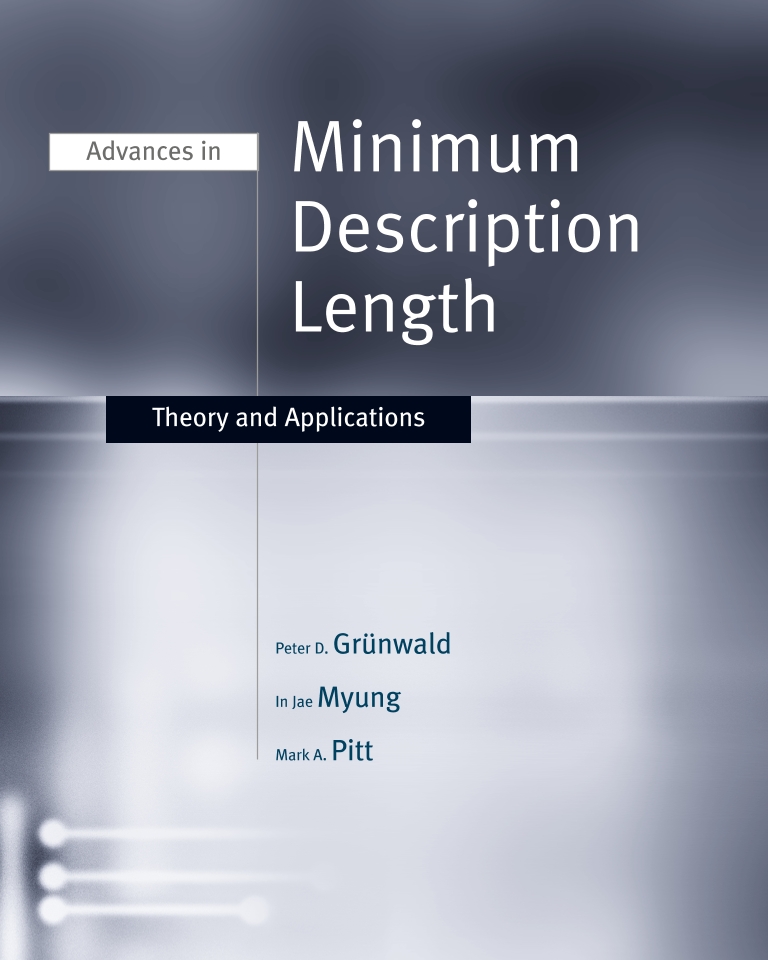 Advances in
Minimum
Description
Length
Theory and Applications
Peter D. Grünwald
In Jae Myung
Mark A. Pitt